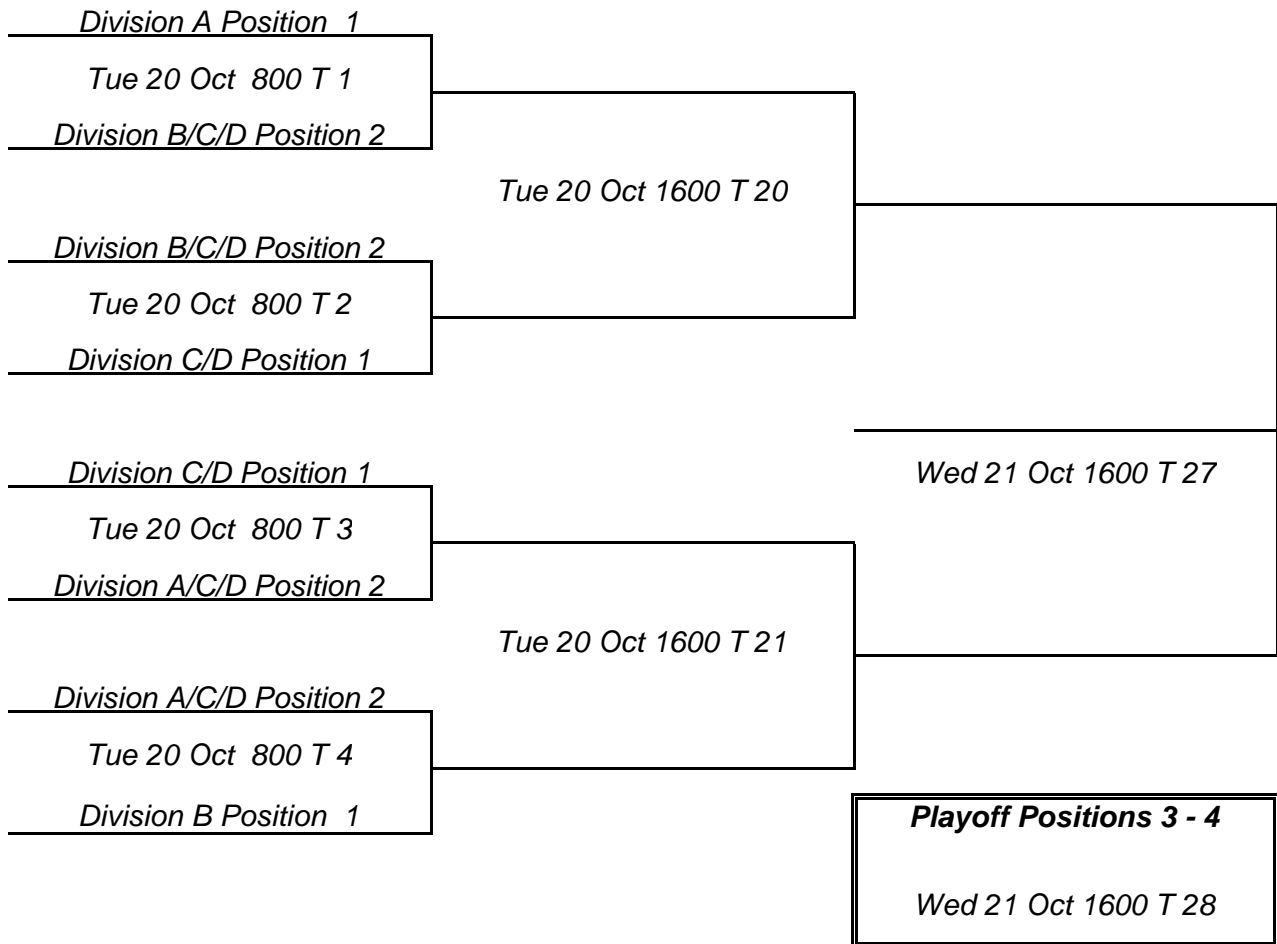 Division A Position 1
Tue 20 Oct 800 T 1
Division B/C/D Position 2
Tue 20 Oct 1600 T 20
Division B/C/D Position 2
Tue 20 Oct 800 T 2
Division C/D Position 1
Division C/D Position 1
Wed 21 Oct 1600 T 27
Tue 20 Oct 800 T 3
Division A/C/D Position 2
Tue 20 Oct 1600 T 21
Division A/C/D Position 2
Tue 20 Oct 800 T 4
Division B Position 1
Playoff Positions 3 - 4
Wed 21 Oct 1600 T 28